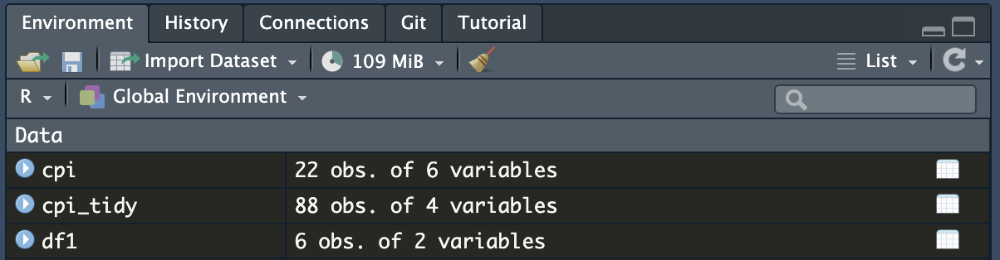 Environment History Connections Git Tutorial
Import Dataset 109 MiB List
R Global Environment
Data
cpi 22 obs. of 6 variables
cpi_tidy 88 obs. of 4 variables
df1 6 obs. of 2 variables